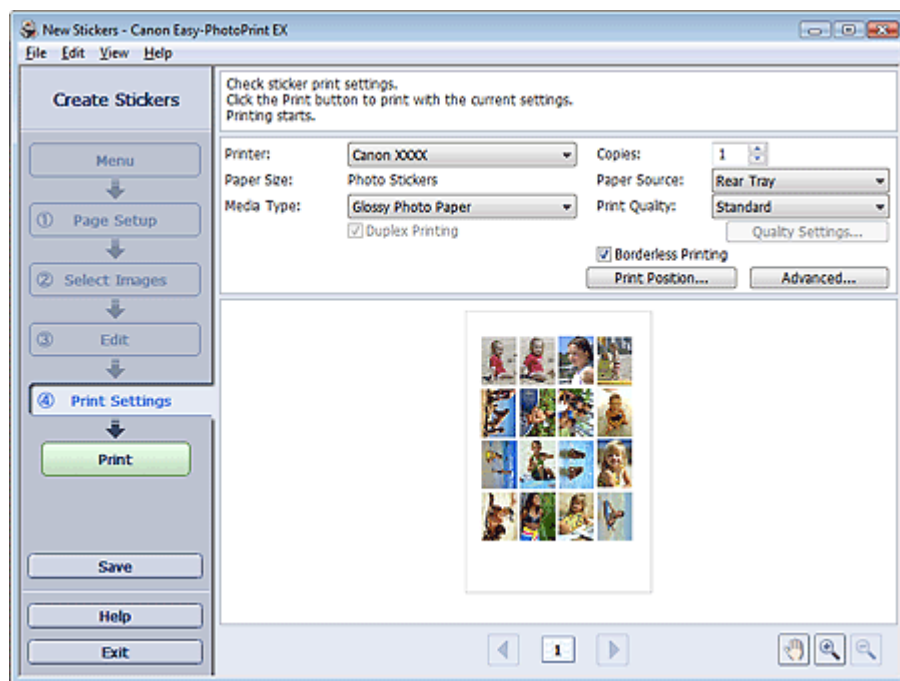 New Stickers - Canon Easy-PhotoPrint EX
File Edit View Help
Create Stickers
Menu
① Page Setup
② Select Images
③ Edit
④ Print Settings
Print
Save
Help
Exit
Check sticker print settings.
Click the Print button to print with the current settings.
Printing starts.
Printer: Canon XXXX Copies: 1
Paper Size: Photo Stickers Paper Source: Rear Tray
Media Type: Glossy Photo Paper Print Quality: Standard
Duplex Printing Quality Settings...
Borderless Printing
Print Position... Advanced...
1